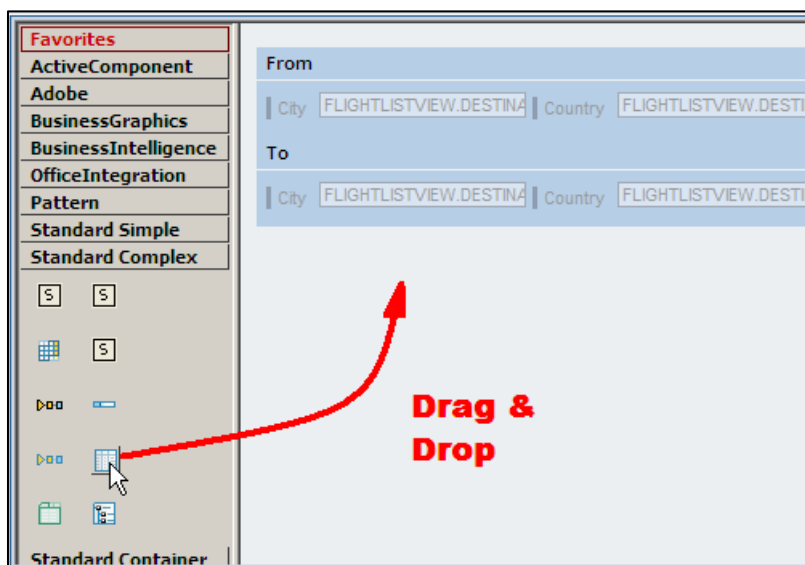 Favorites
ActiveComponent
Adobe
BusinessGraphics
BusinessIntelligence
OfficeIntegration
Pattern
Standard Simple
Standard Complex
S S
S
Standard Container
From
City FLIGHTLISTVIEW.DESTINA Country FLIGHTLISTVIEW.DESTI
To
City FLIGHTLISTVIEW.DESTINA Country FLIGHTLISTVIEW.DESTI
Drag &
Drop